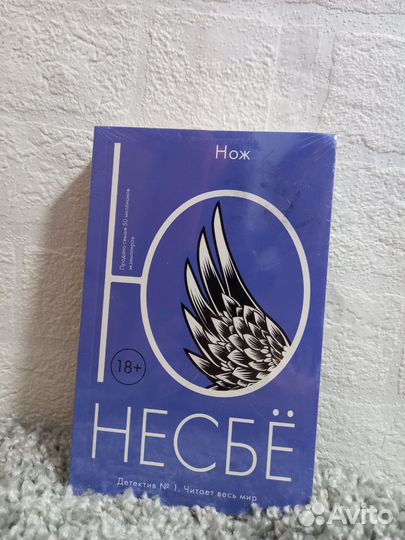 Нож
Ю
Продано свыше 50 миллионов
экземпляров
18+
НЕСБЁ
Детектив № 1. Читает весь мир
Avito